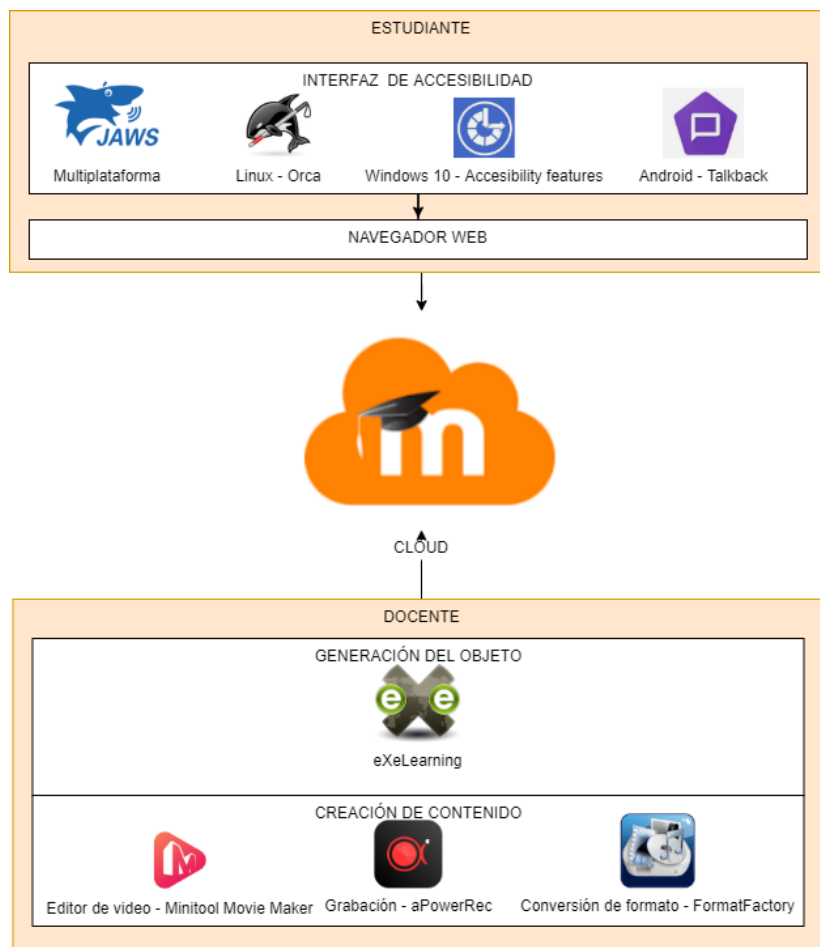 ESTUDIANTE
INTERFAZ DE ACCESIBILIDAD
JAWS
Multiplataforma
Linux - Orca
Windows 10 - Accesibility features
Android - Talkback
NAVEGADOR WEB
m
CLOUD
DOCENTE
GENERACIÓN DEL OBJETO
e e
eXeLearning
CREACIÓN DE CONTENIDO
M
Editor de video - Minitool Movie Maker
Grabación - aPowerRec
Conversión de formato - FormatFactory